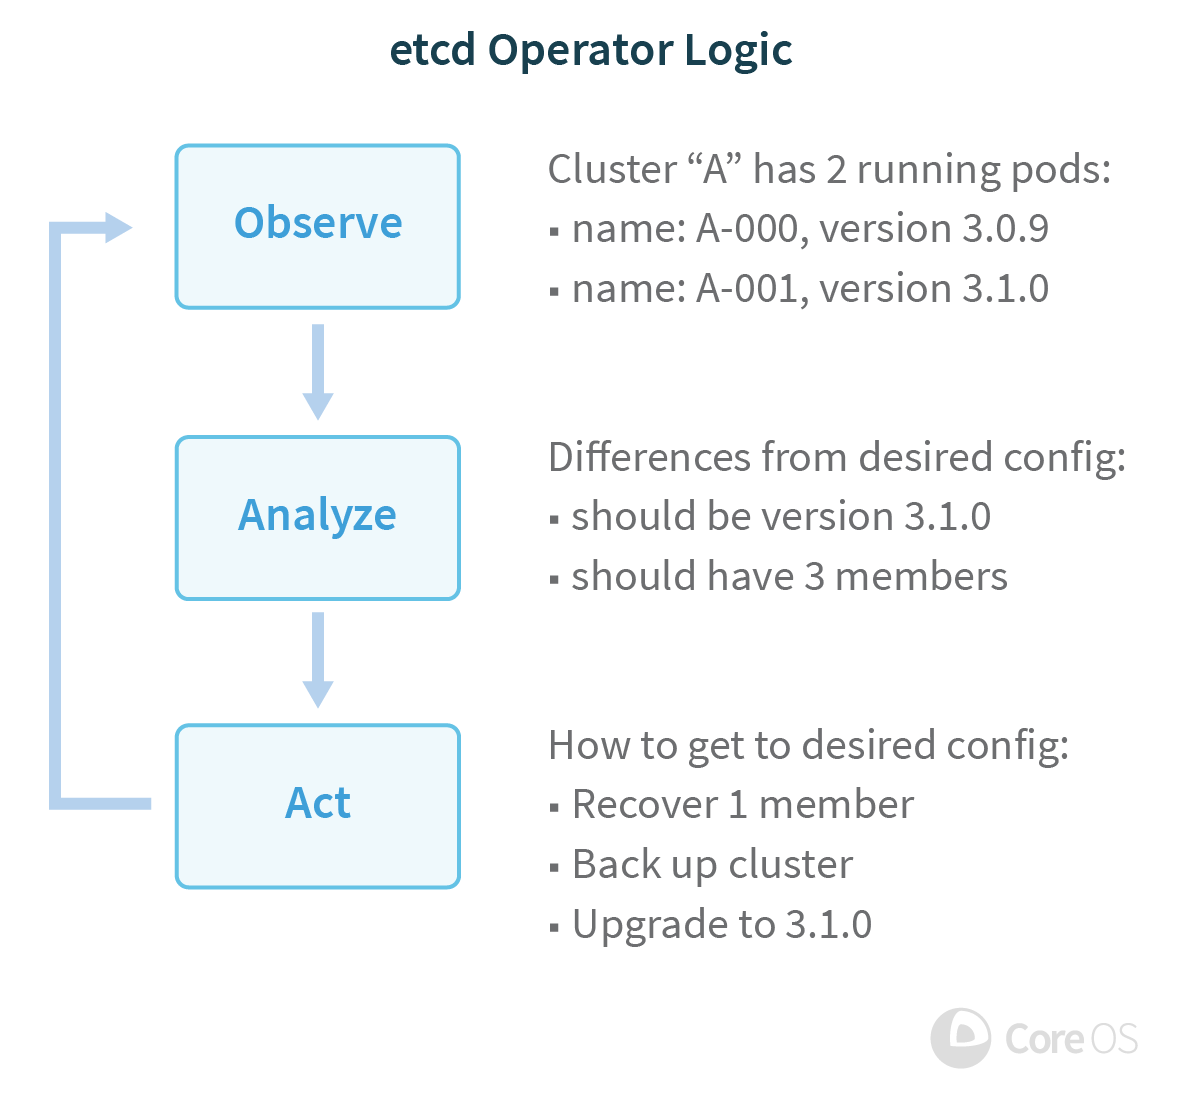 etcd Operator Logic
Observe
Cluster “A” has 2 running pods:
▪ name: A-000, version 3.0.9
▪ name: A-001, version 3.1.0
Analyze
Differences from desired config:
▪ should be version 3.1.0
▪ should have 3 members
Act
How to get to desired config:
▪ Recover 1 member
▪ Back up cluster
▪ Upgrade to 3.1.0
Core OS